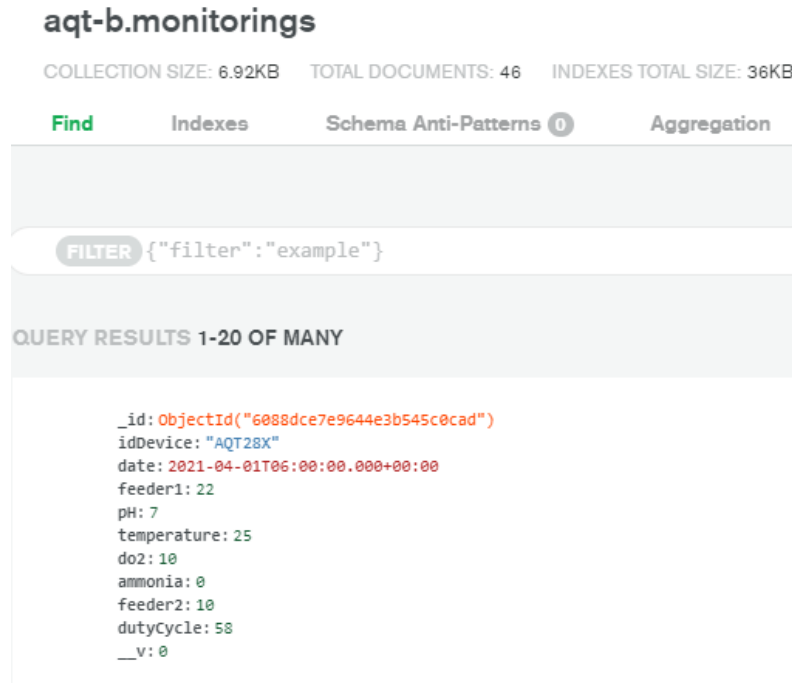 aqt-b.monitorings
COLLECTION SIZE: 6.92KB TOTAL DOCUMENTS: 46 INDEXES TOTAL SIZE: 36KB
Find Indexes Schema Anti-Patterns 0 Aggregation
FILTER {"filter":"example"}
QUERY RESULTS 1-20 OF MANY
_id: ObjectId("6088dce7e9644e3b545c0cad")
idDevice: "AQT28X"
date: 2021-04-01T06:00:00.000+00:00
feeder1: 22
pH: 7
temperature: 25
do2: 10
ammonia: 0
feeder2: 10
dutyCycle: 58
__v: 0